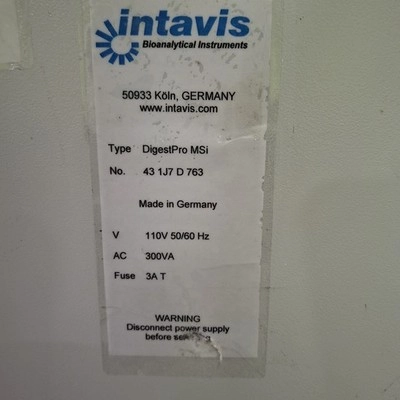 intavis
Bioanalytical Instruments
50933 Köln, GERMANY
www.intavis.com
Type DigestPro MSi
No. 43 1J7 D 763
Made in Germany
V 110V 50/60 Hz
AC 300VA
Fuse 3A T
WARNING
Disconnect power supply
before